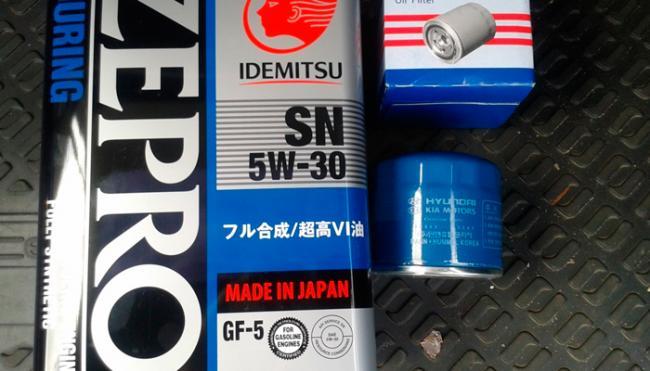 URING
ZEPRO
FULLY SYNTHETIC
IDEMITSU
SN
5W-30
フル合成/超高VI油
MADE IN JAPAN
GF-5
FOR
GASOLINE
ENGINES
Oil Filter
HYUNDAI
KIA MOTORS